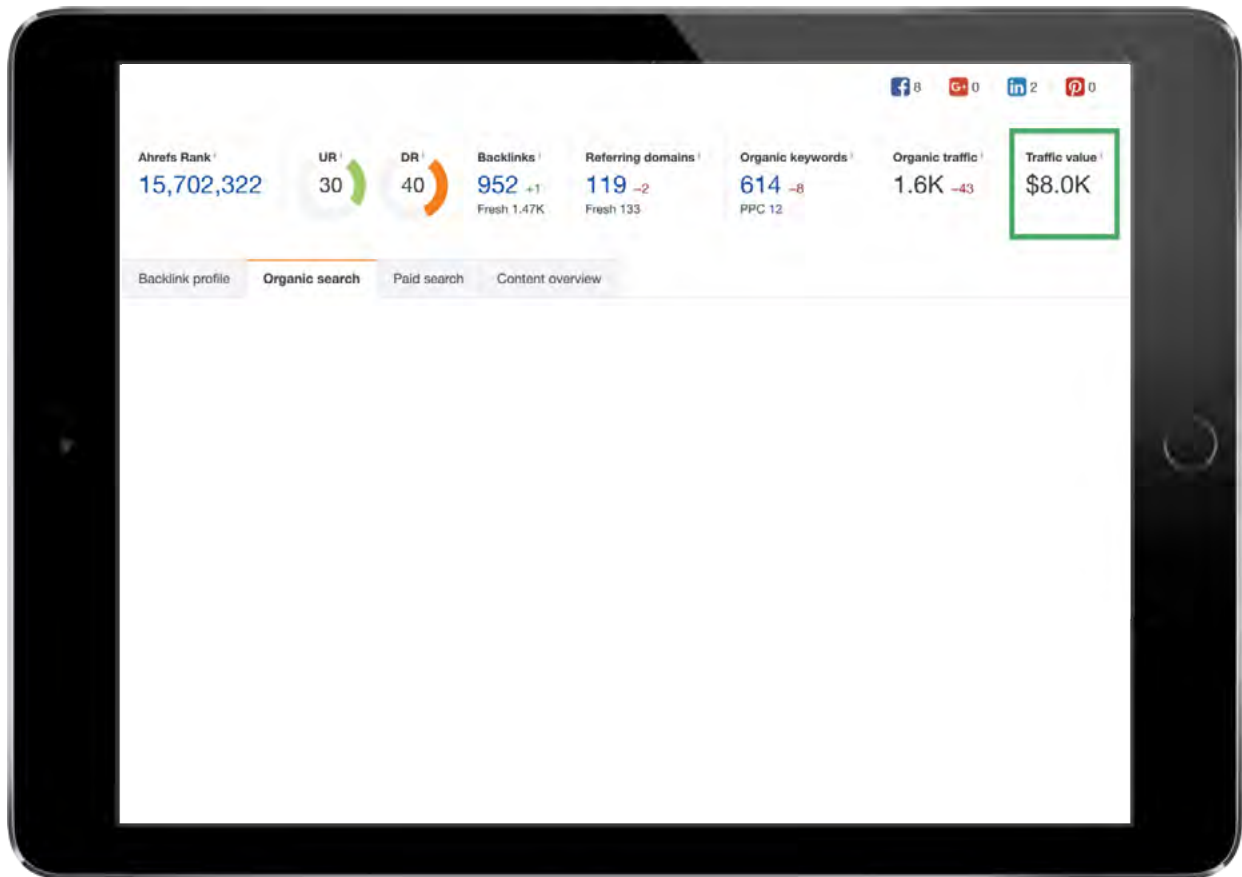 8 G+ 0 in 2 0
Ahrefs Rank i UR i DR i Backlinks i Referring domains i Organic keywords i Organic traffic i Traffic value i
15,702,322 30 40 952 +1 119 –2 614 –8 1.6K –43 $8.0K
Fresh 1.47K Fresh 133 PPC 12
Backlink profile Organic search Paid search Content overview